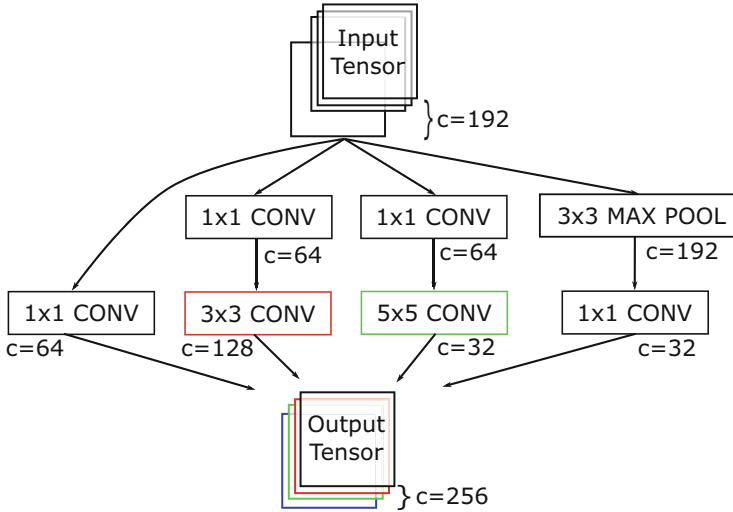 Input
Tensor
c=192
1x1 CONV
1x1 CONV
3x3 MAX POOL
c=64
c=64
c=192
1x1 CONV
3x3 CONV
5x5 CONV
1x1 CONV
c=64
c=128
c=32
c=32
Output
Tensor
c=256